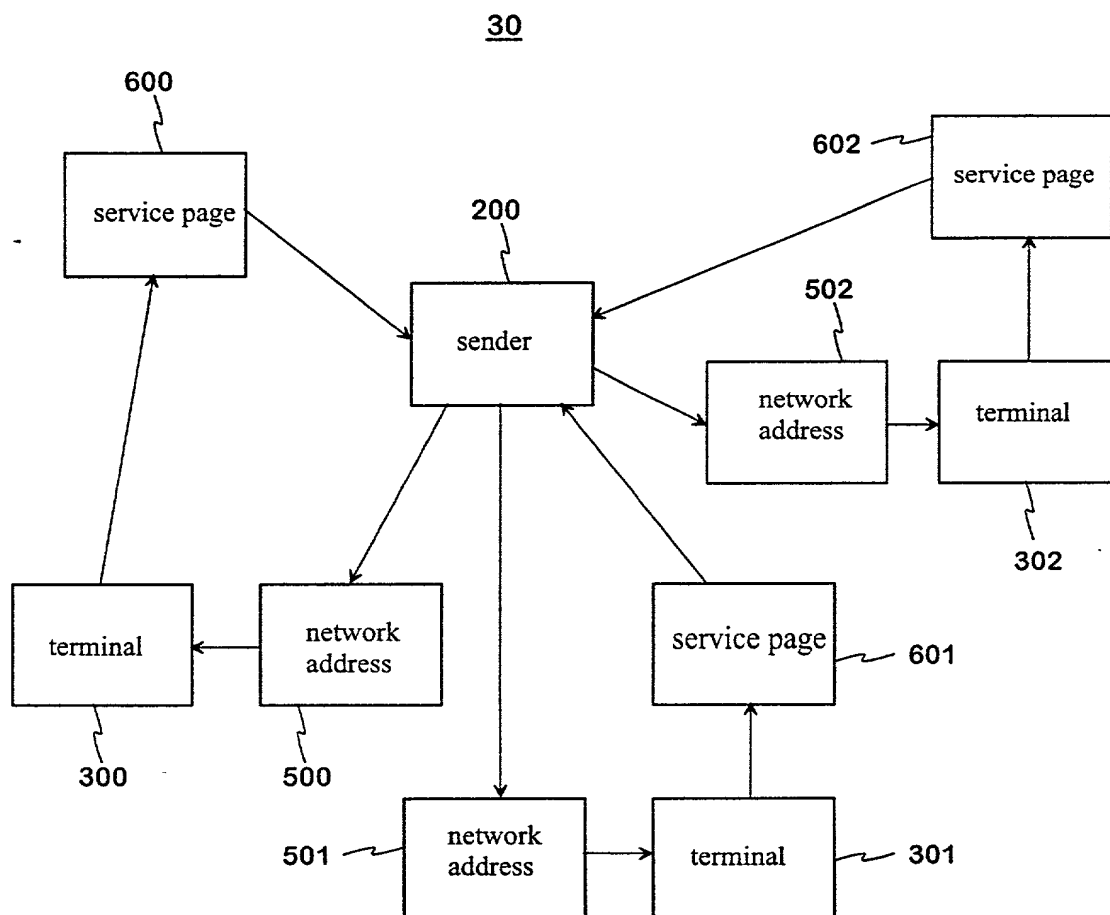 30
600
602
service page
service page
200
502
sender
network
address
terminal
302
terminal
network
address
service page
601
300
500
501
network
address
terminal
301